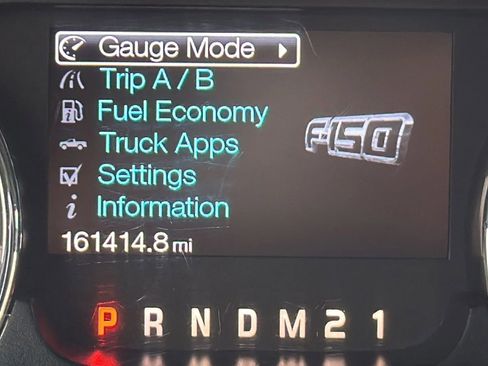 Gauge Mode
Trip A / B
Fuel Economy
Truck Apps
F-150
Settings
Information
161414.8 mi
P R N D M 2 1